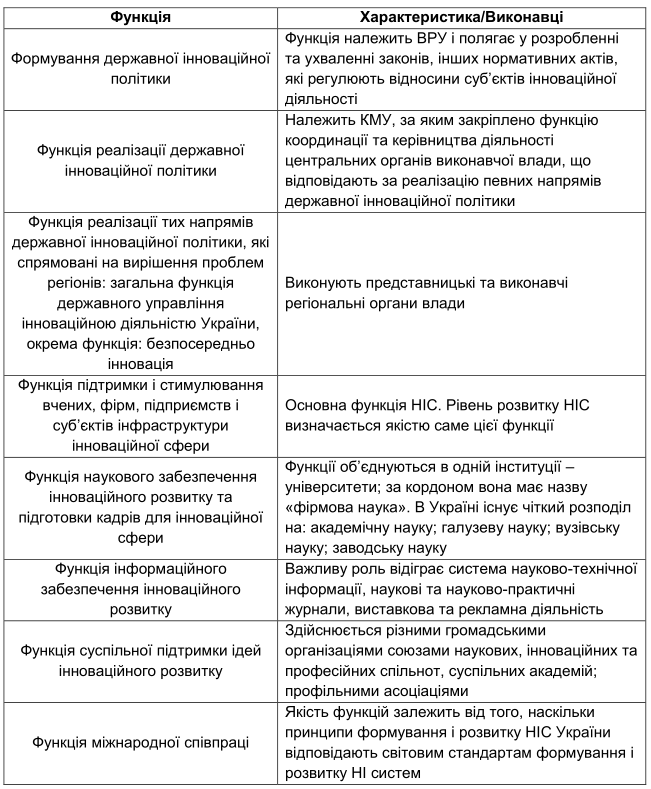 Функція
Характеристика/Виконавці
Формування державної інноваційної
політики
Функція належить ВРУ і полягає у розробленні
та ухваленні законів, інших нормативних актів,
які регулюють відносини суб’єктів інноваційної
діяльності
Функція реалізації державної
інноваційної політики
Належить КМУ, за яким закріплено функцію
координації та керівництва діяльності
центральних органів виконавчої влади, що
відповідають за реалізацію певних напрямів
державної інноваційної політики
Функція реалізації тих напрямів
державної інноваційної політики, які
спрямовані на вирішення проблем
регіонів: загальна функція
державного управління
інноваційною діяльністю України,
окрема функція: безпосередньо
інновація
Виконують представницькі та виконавчі
регіональні органи влади
Функція підтримки і стимулювання
вчених, фірм, підприємств і
суб’єктів інфраструктури
інноваційної сфери
Основна функція НІС. Рівень розвитку НІС
визначається якістю саме цієї функції
Функція наукового забезпечення
інноваційного розвитку та
підготовки кадрів для інноваційної
сфери
Функції об’єднуються в одній інституції –
університети; за кордоном вона має назву
«фірмова наука». В Україні існує чіткий розподіл
на: академічну науку; галузеву науку; вузівську
науку; заводську науку
Функція інформаційного
забезпечення інноваційного
розвитку
Важливу роль відіграє система науково-технічної
інформації, наукові та науково-практичні
журнали, виставкова та рекламна діяльність
Функція суспільної підтримки ідей
інноваційного розвитку
Здійснюється різними громадськими
організаціями союзами наукових, інноваційних та
професійних спільнот, суспільних академій;
профільними асоціаціями
Функція міжнародної співпраці
Якість функцій залежить від того, наскільки
принципи формування і розвитку НІС України
відповідають світовим стандартам формування і
розвитку НІ систем